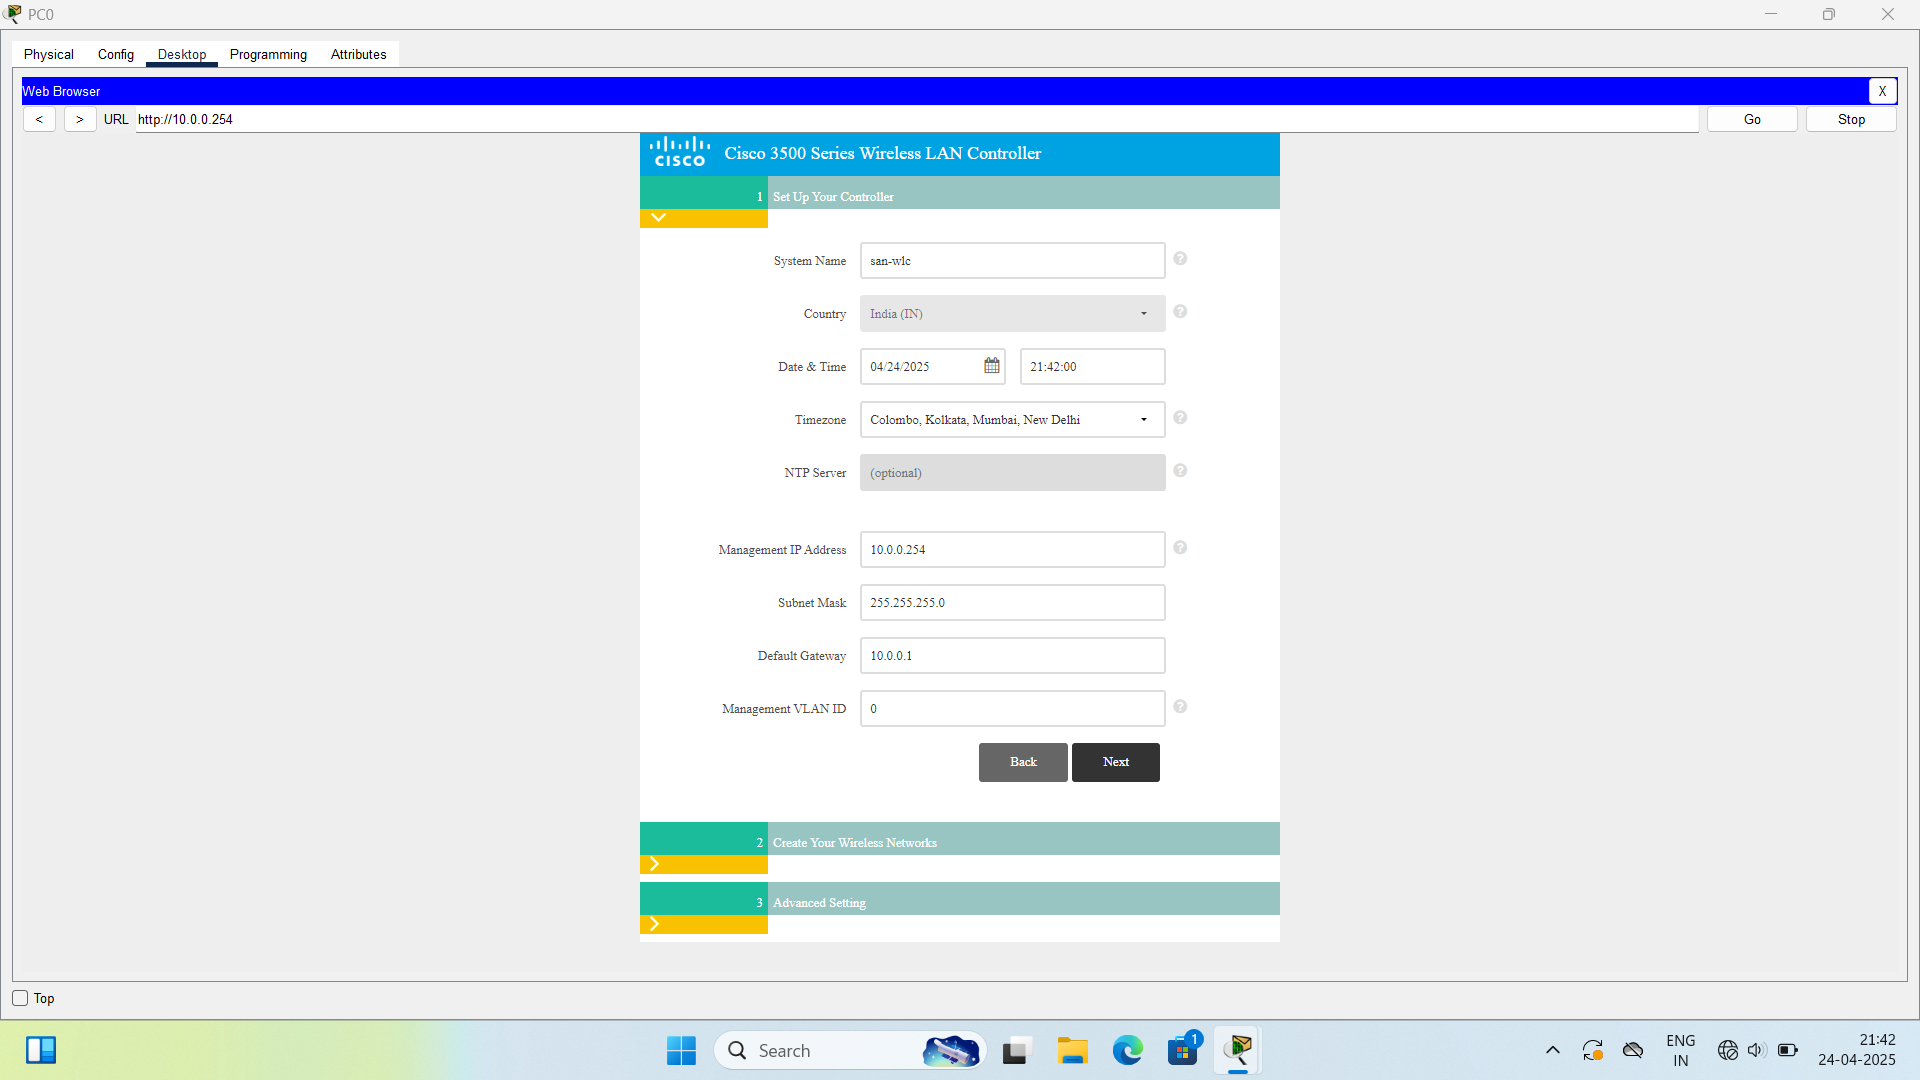 PC0
Physical Config Desktop Programming Attributes
Web Browser X
< > URL http://10.0.0.254 Go Stop
CISCO Cisco 3500 Series Wireless LAN Controller
1 Set Up Your Controller
System Name san-wlc ?
Country India (IN) ?
Date & Time 04/24/2025 21:42:00
Timezone Colombo, Kolkata, Mumbai, New Delhi ?
NTP Server (optional) ?
Management IP Address 10.0.0.254 ?
Subnet Mask 255.255.255.0
Default Gateway 10.0.0.1
Management VLAN ID 0 ?
Back Next
2 Create Your Wireless Networks
3 Advanced Setting
Top
Search 1 ENG 21:42
IN 24-04-2025